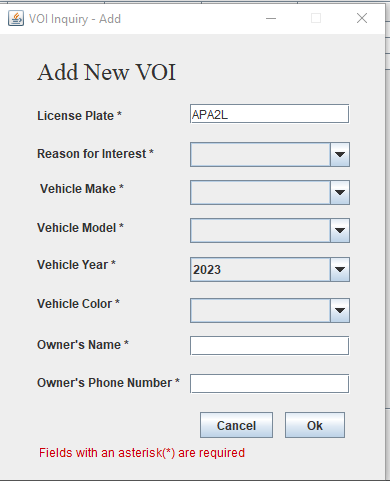 VOI Inquiry - Add
Add New VOI
License Plate * APA2L
Reason for Interest *
Vehicle Make *
Vehicle Model *
Vehicle Year * 2023
Vehicle Color *
Owner's Name *
Owner's Phone Number *
Cancel Ok
Fields with an asterisk(*) are required